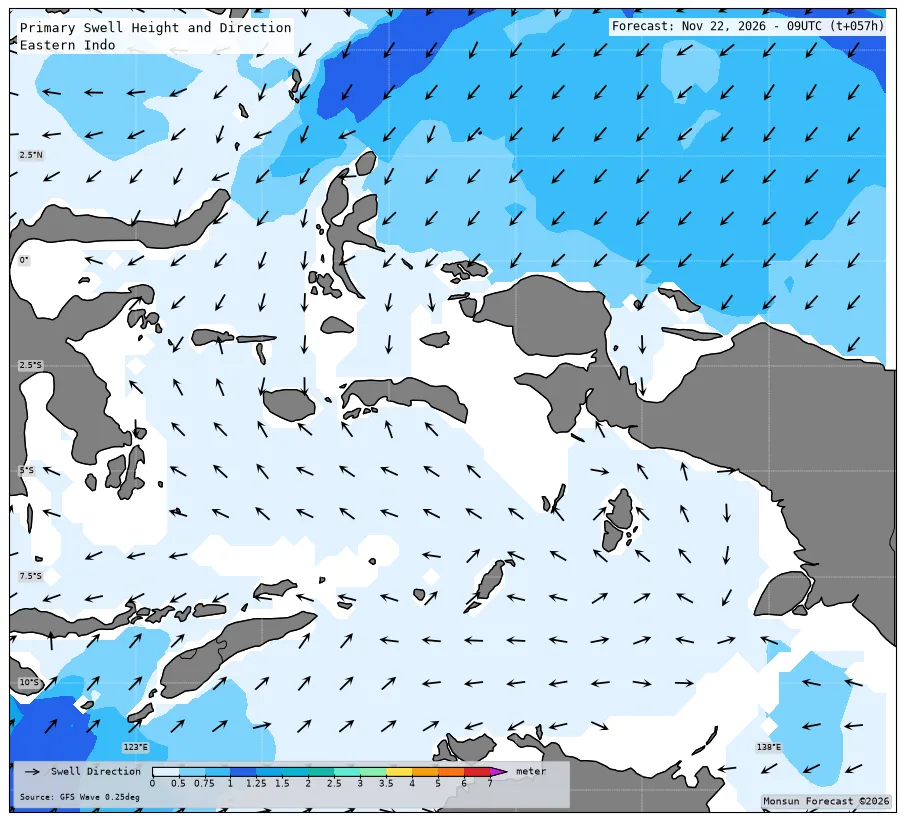 Primary Swell Height and Direction
Eastern Indo
Forecast: Nov 22, 2026 - 09UTC (t+057h)
2.5°N
0°
2.5°S
5°S
7.5°S
10°S
123°E
138°E
Swell Direction
meter
0 0.5 0.75 1 1.25 1.5 2 2.5 3 3.5 4 5 6 7
Source: GFS Wave 0.25deg
Monsun Forecast ©2026